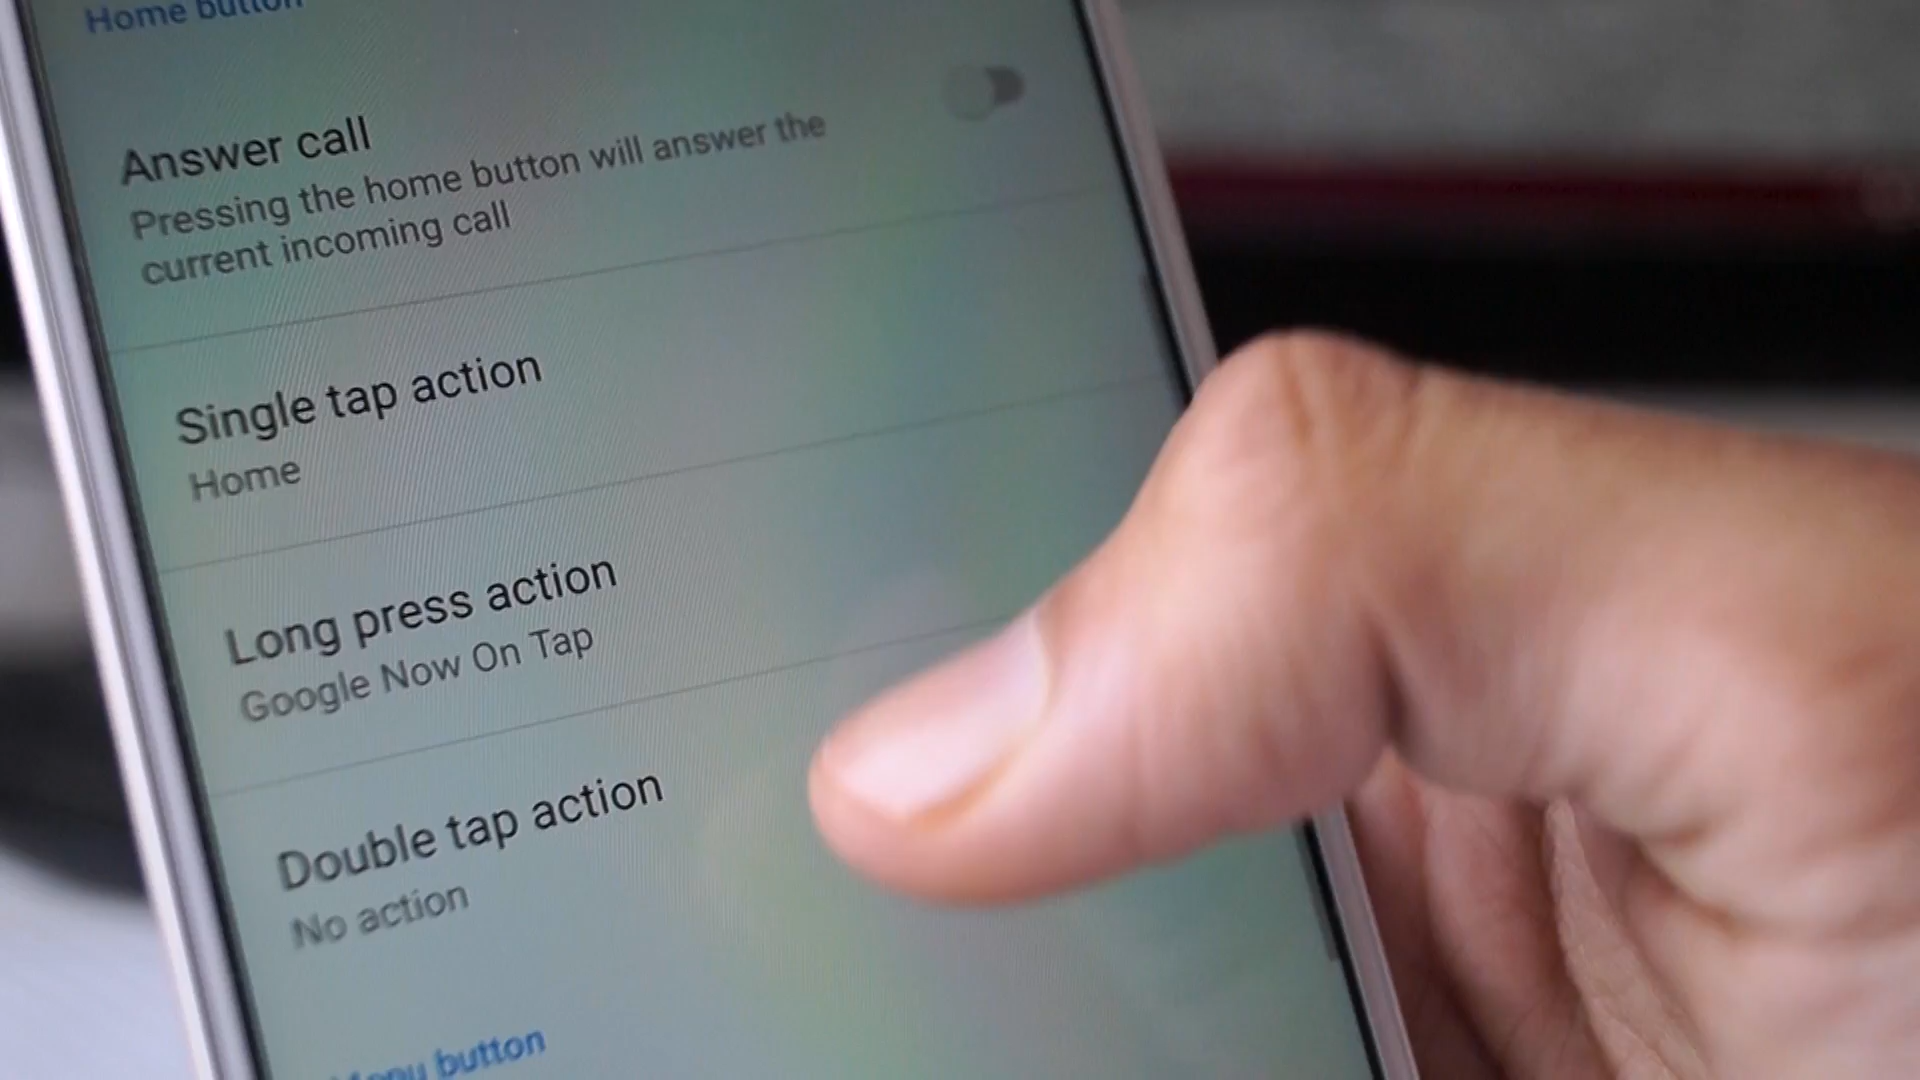 Home button
Answer call
Pressing the home button will answer the
current incoming call
Single tap action
Home
Long press action
Google Now On Tap
Double tap action
No action
Menu button